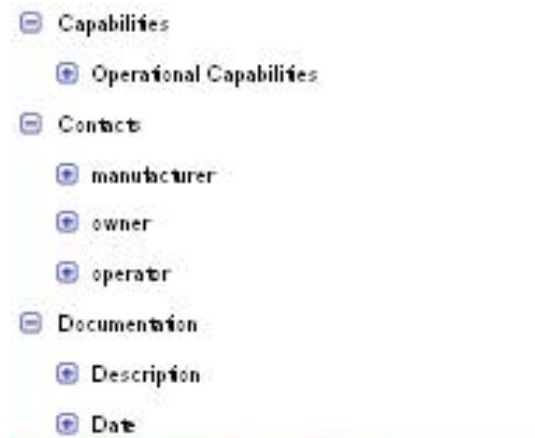 Capabilities
Operational Capabilities
Contacts
manufacturer
owner
operator
Documentation
Description
Date